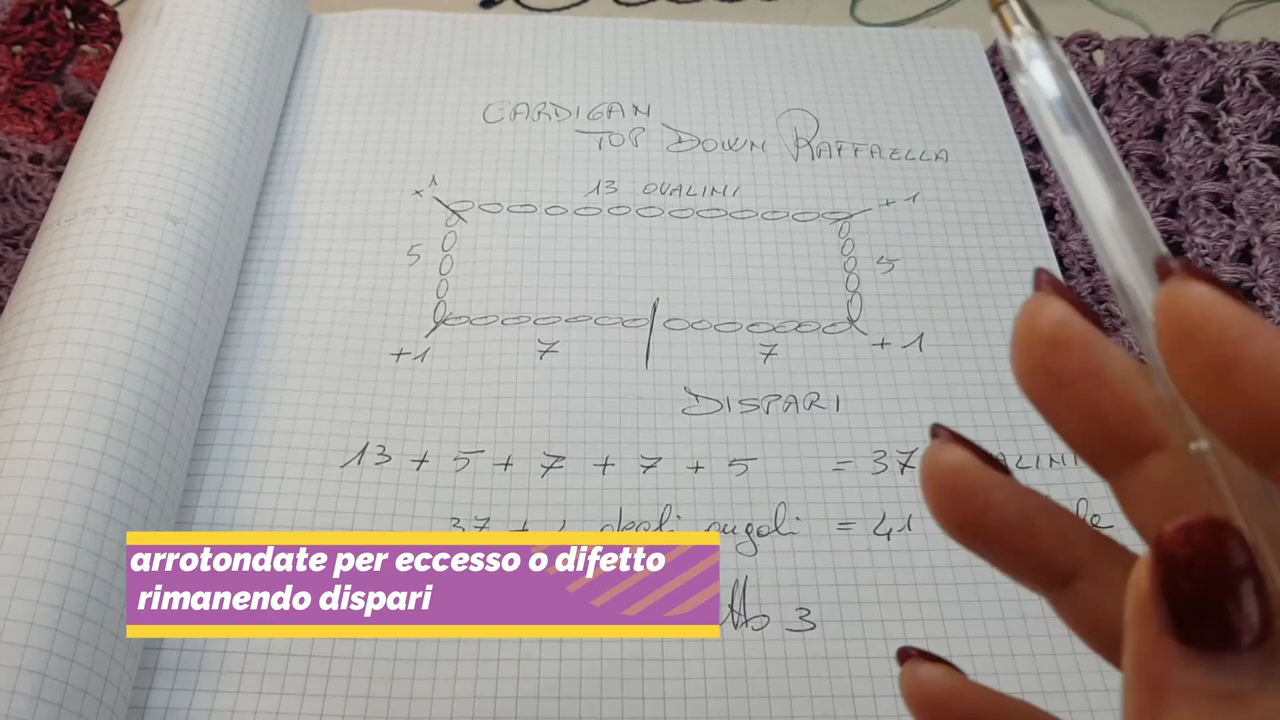 CARDIGAN
TOP DOWN RAFFAELLA
+1 13 OVALINI +1
5 5
+1 7 7 +1
DISPARI
13 + 5 + 7 + 7 + 5 = 37
37 + degli angoli = 41
3
arrotondate per eccesso o difetto
rimanendo dispari